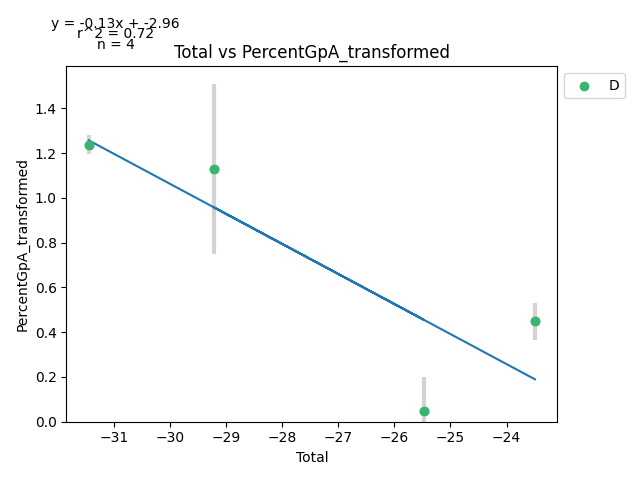 y = -0.13x + -2.96
r^2 = 0.72
n = 4
Total vs PercentGpA_transformed
D
PercentGpA_transformed
1.4
1.2
1.0
0.8
0.6
0.4
0.2
0.0
−31 −30 −29 −28 −27 −26 −25 −24
Total